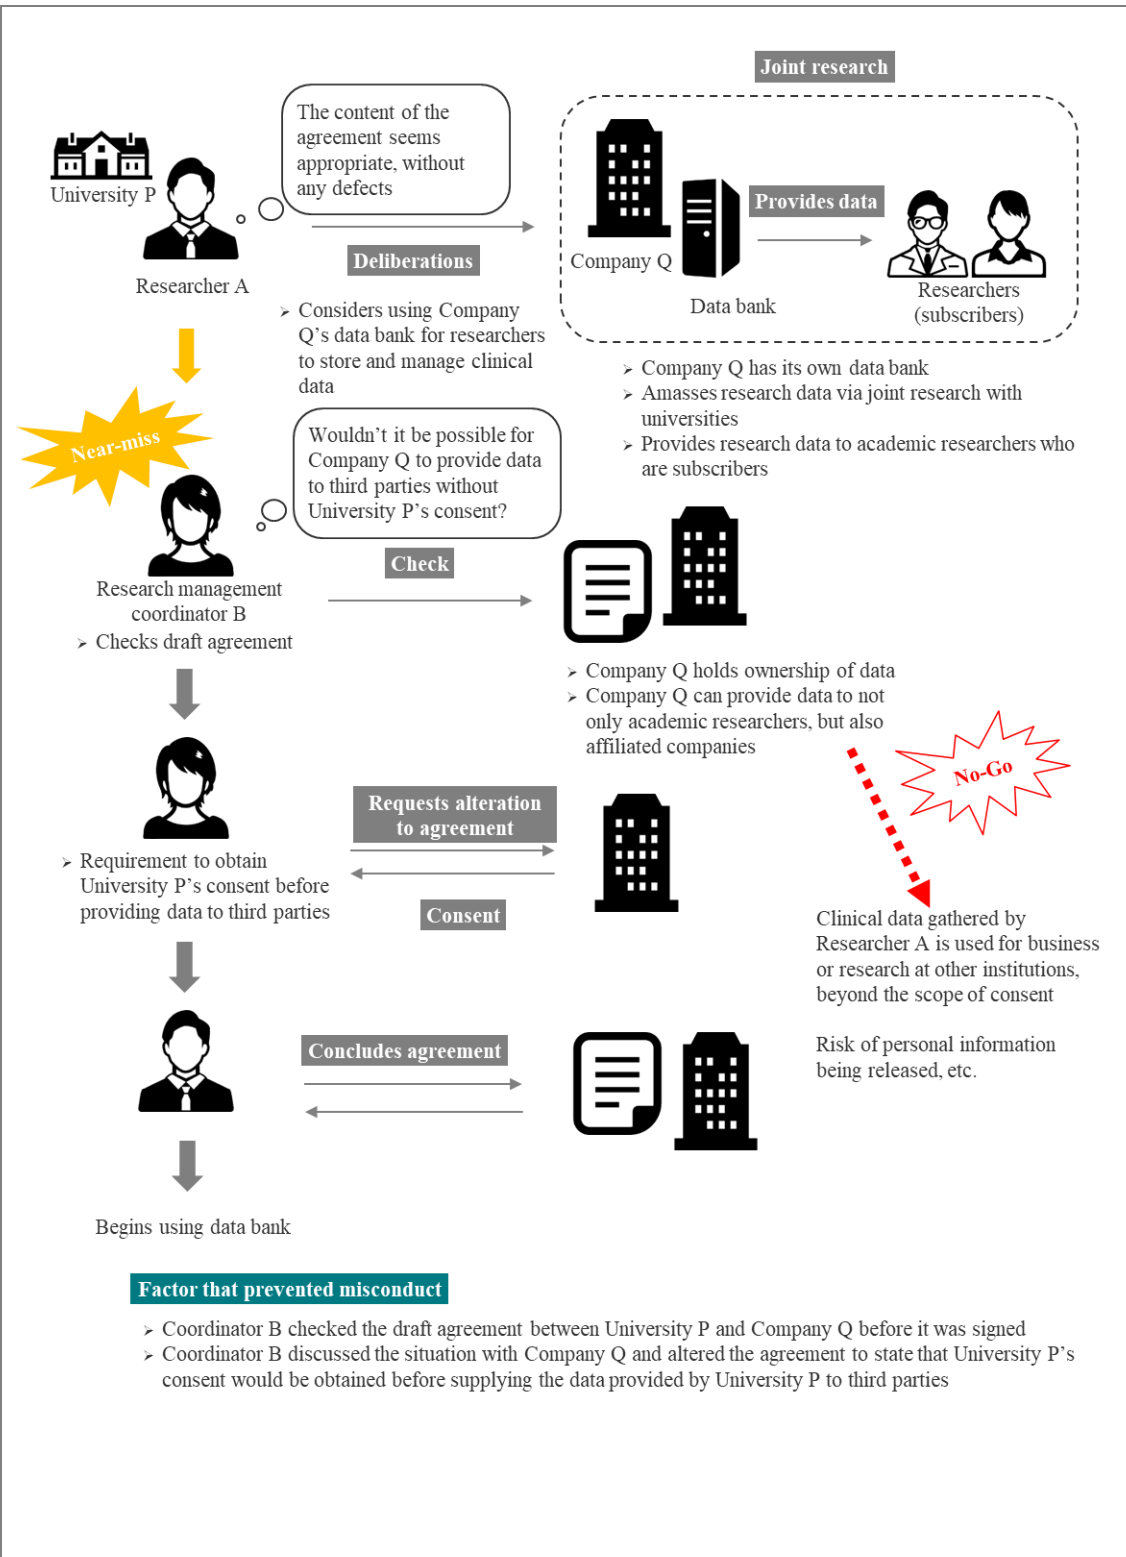 Joint research
The content of the
agreement seems
appropriate, without
any defects
University P
Researcher A
Deliberations
Company Q
Provides data
Data bank
Researchers
(subscribers)
➢ Considers using Company
Q’s data bank for researchers
to store and manage clinical
data
➢ Company Q has its own data bank
➢ Amasses research data via joint research with
universities
➢ Provides research data to academic researchers who
are subscribers
Near-miss
Wouldn’t it be possible for
Company Q to provide data
to third parties without
University P’s consent?
Check
Research management
coordinator B
➢ Checks draft agreement
➢ Company Q holds ownership of data
➢ Company Q can provide data to not
only academic researchers, but also
affiliated companies
No-Go
Requests alteration
to agreement
➢ Requirement to obtain
University P’s consent before
providing data to third parties
Consent
Clinical data gathered by
Researcher A is used for business
or research at other institutions,
beyond the scope of consent
Risk of personal information
being released, etc.
Concludes agreement
Begins using data bank
Factor that prevented misconduct
➢ Coordinator B checked the draft agreement between University P and Company Q before it was signed
➢ Coordinator B discussed the situation with Company Q and altered the agreement to state that University P’s
consent would be obtained before supplying the data provided by University P to third parties